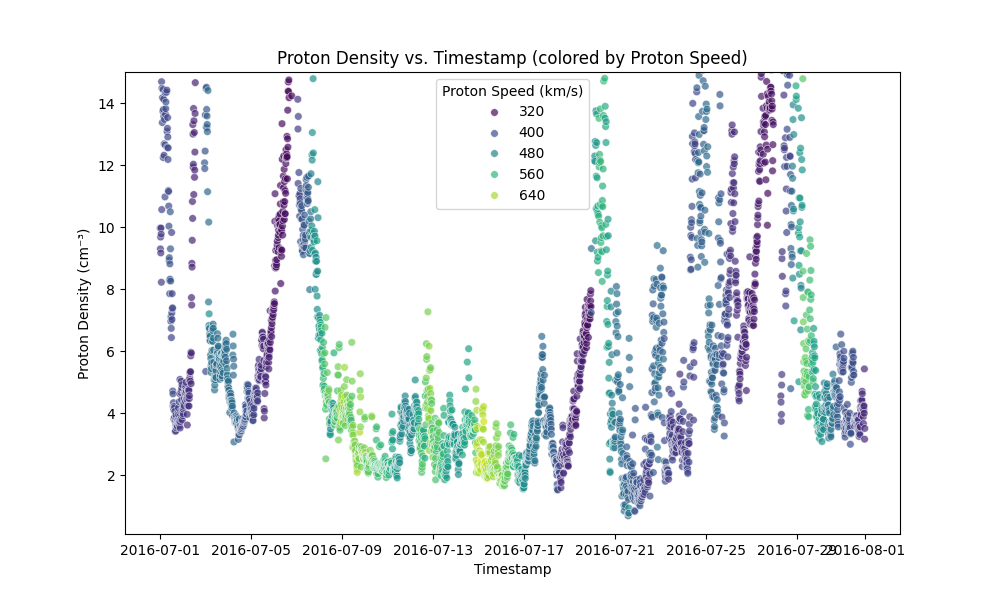 Proton Density vs. Timestamp (colored by Proton Speed)
Proton Speed (km/s)
320
400
480
560
640
Proton Density (cm⁻³)
14
12
10
8
6
4
2
2016-07-01 2016-07-05 2016-07-09 2016-07-13 2016-07-17 2016-07-21 2016-07-25 2016-07-29 2016-08-01
Timestamp